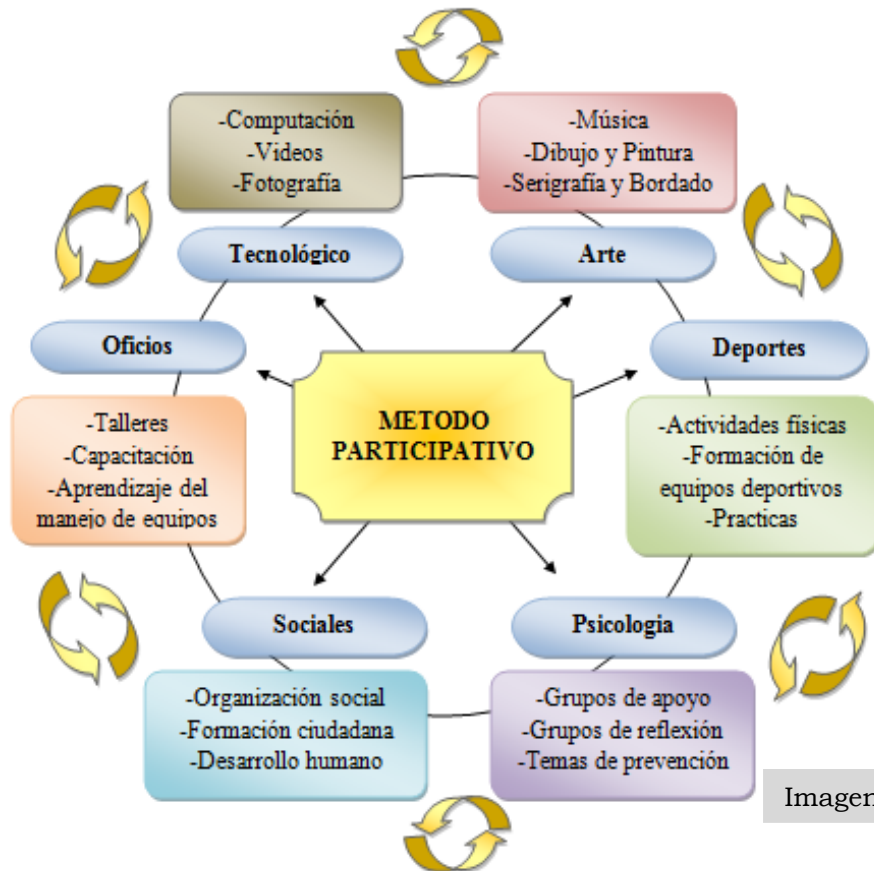 -Computación
-Videos
-Fotografía
Tecnológico
-Música
-Dibujo y Pintura
-Serigrafía y Bordado
Arte
Oficios
-Talleres
-Capacitación
-Aprendizaje del
manejo de equipos
METODO
PARTICIPATIVO
Deportes
-Actividades físicas
-Formación de
equipos deportivos
-Practicas
Sociales
-Organización social
-Formación ciudadana
-Desarrollo humano
Psicologia
-Grupos de apoyo
-Grupos de reflexión
-Temas de prevención
Imagen